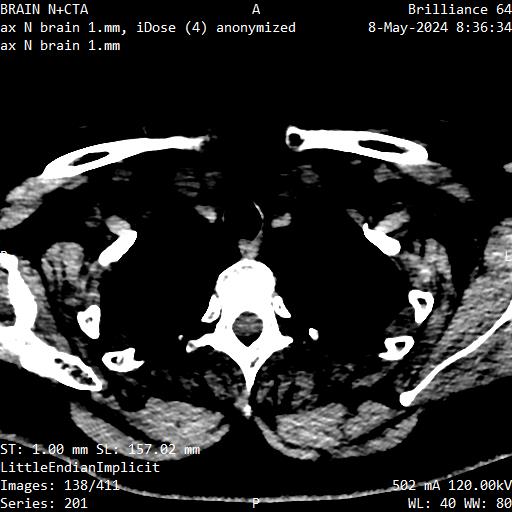 BRAIN N+CTA
A
Brilliance 64
ax N brain 1.mm, iDose (4) anonymized
8-May-2024 8:36:34
ax N brain 1.mm
L
ST: 1.00 mm SL: 157.02 mm
LittleEndianImplicit
Images: 138/411
502 mA 120.00kV
Series: 201
P
WL: 40 WW: 80